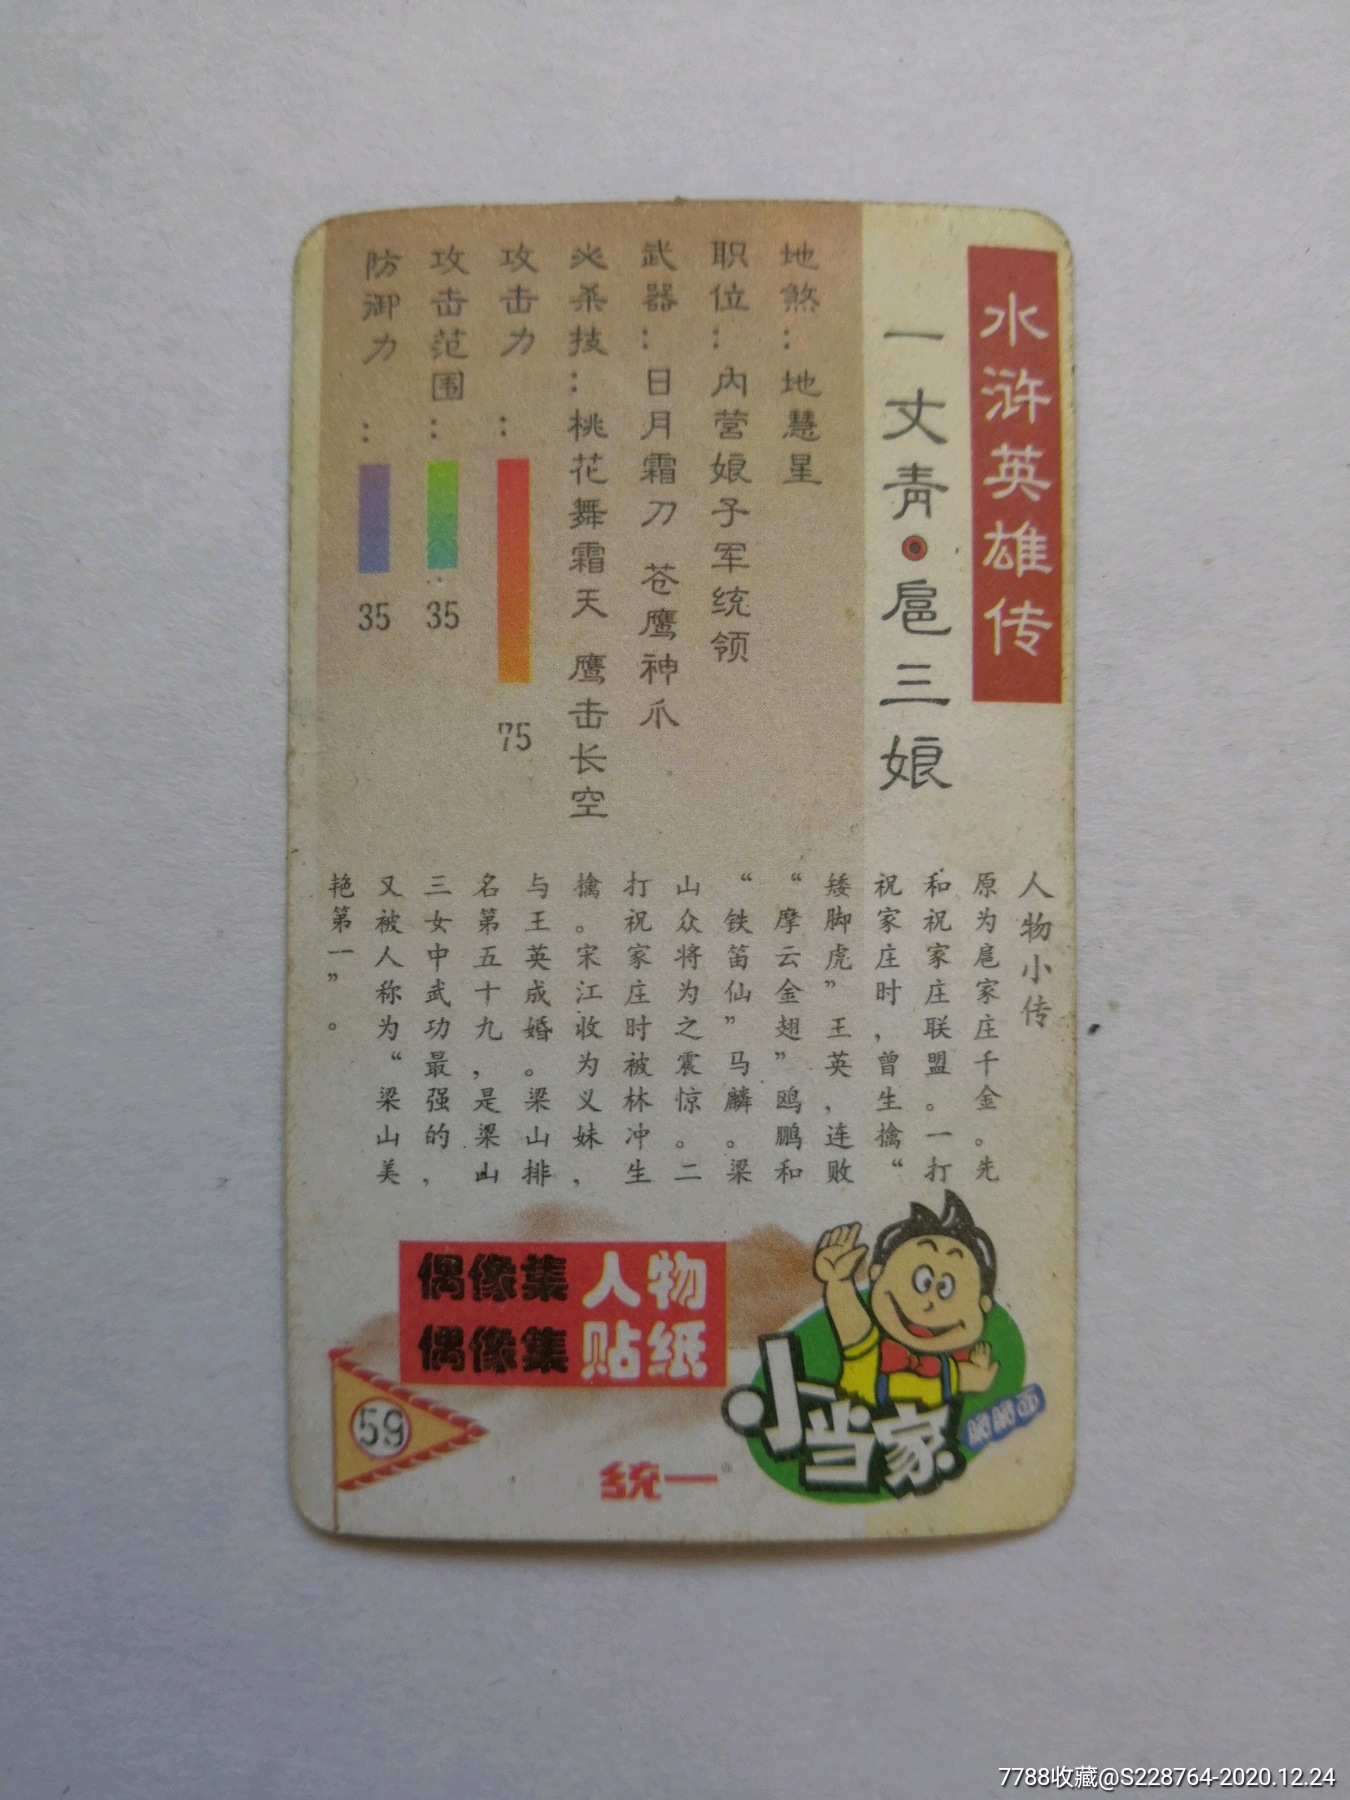 水浒英雄传
一丈青·扈三娘
地煞：地慧星
职位：内营娘子军统领
武器：日月霜刀 苍鹰神爪
必杀技：桃花舞霜天 鹰击长空
攻击力：75
攻击范围：35
防御力：35
人物小传
原为扈家庄千金。先
和祝家庄联盟。一打
祝家庄时，曾生擒“
矮脚虎”王英，连败
“摩云金翅”鸥鹏和
“铁笛仙”马麟。梁
山众将为之震惊。二
打祝家庄时被林冲生
擒。宋江收为义妹，
与王英成婚。梁山排
名第五十九，是梁山
三女中武功最强的，
又被人称为“梁山美
艳第一”。
偶像集 人物
偶像集 贴纸
小当家
脆脆面
59
统一
7788收藏@S228764-2020.12.24